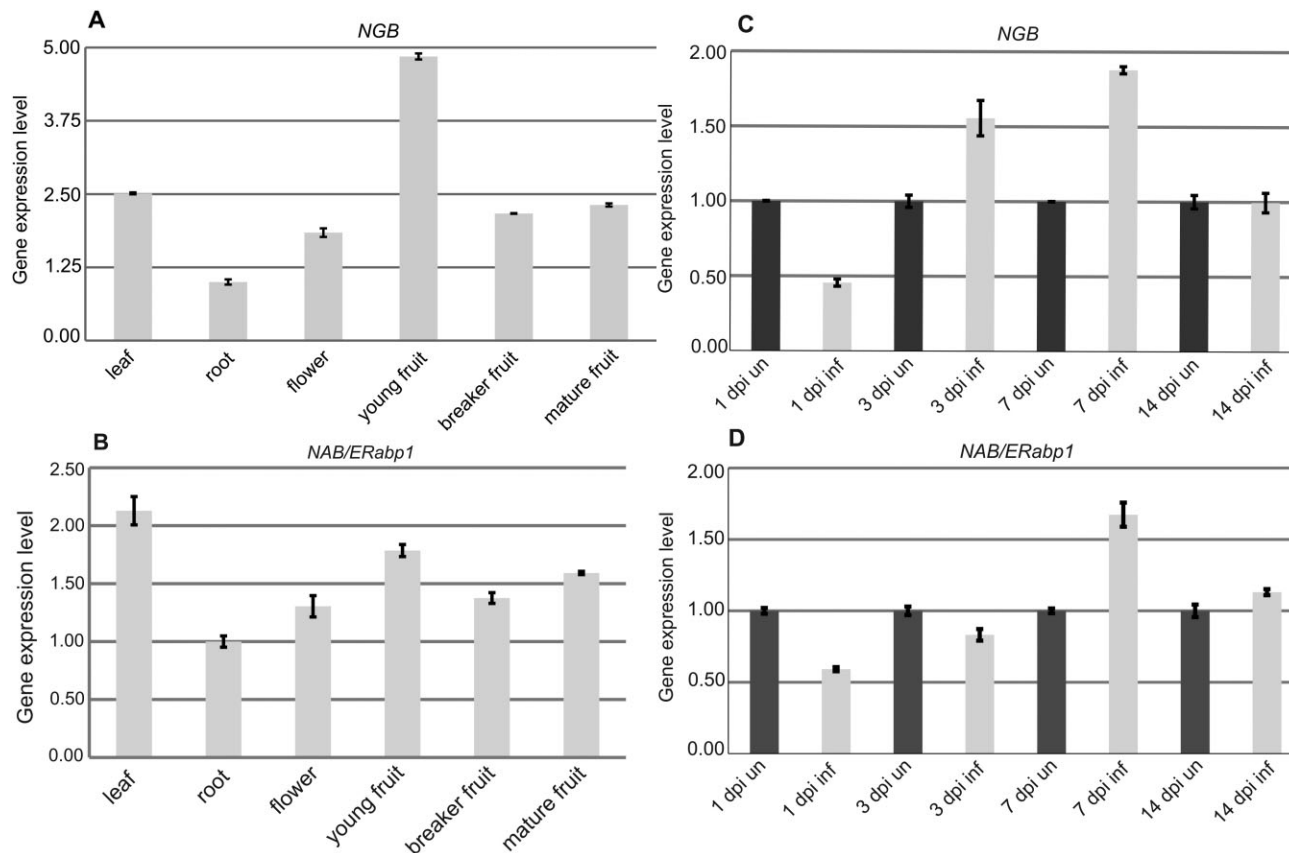 A
NGB
Gene expression level
5.00
3.75
2.50
1.25
0.00
leaf
root
flower
young fruit
breaker fruit
mature fruit
B
NAB/ERabp1
Gene expression level
2.50
2.00
1.50
1.00
0.50
0.00
leaf
root
flower
young fruit
breaker fruit
mature fruit
C
NGB
Gene expression level
2.00
1.50
1.00
0.50
0.00
1 dpi un
1 dpi inf
3 dpi un
3 dpi inf
7 dpi un
7 dpi inf
14 dpi un
14 dpi inf
D
NAB/ERabp1
Gene expression level
2.00
1.50
1.00
0.50
0.00
1 dpi un
1 dpi inf
3 dpi un
3 dpi inf
7 dpi un
7 dpi inf
14 dpi un
14 dpi inf